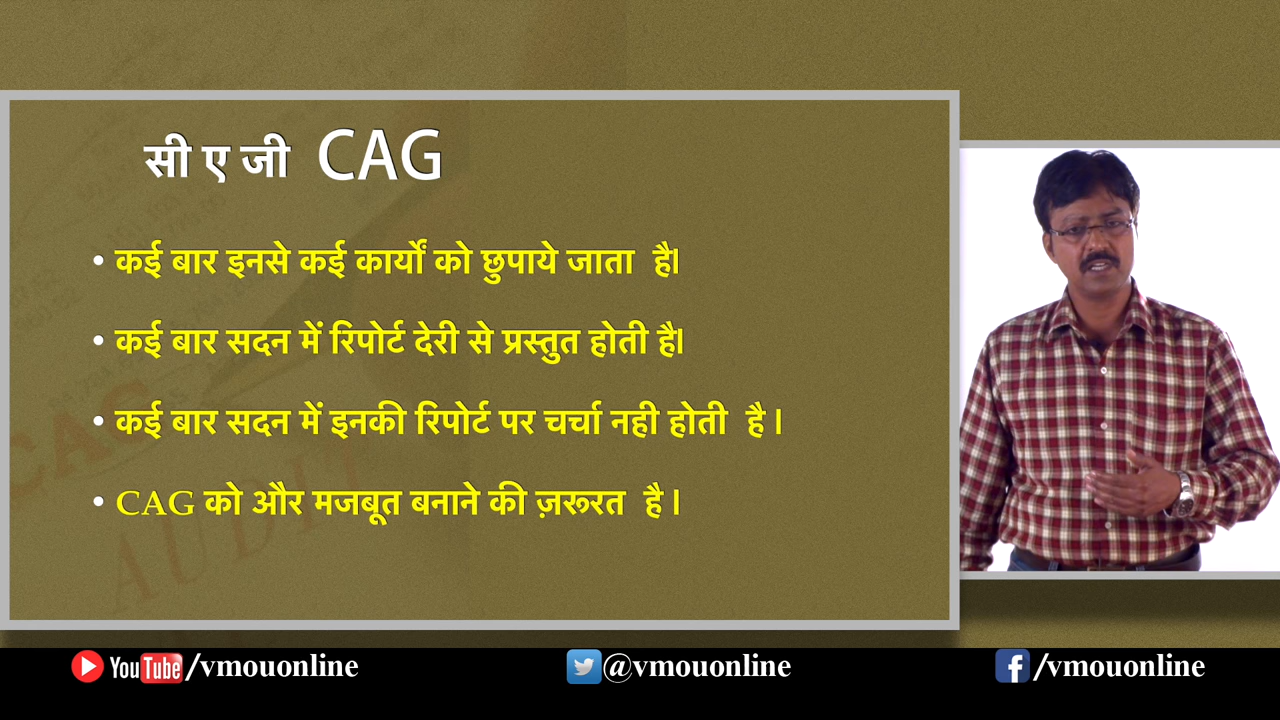 सी ए जी CAG
• कई बार इनसे कई कार्यों को छुपाये जाता है।
• कई बार सदन में रिपोर्ट देरी से प्रस्तुत होती है।
• कई बार सदन में इनकी रिपोर्ट पर चर्चा नही होती है ।
• CAG को और मजबूत बनाने की ज़रूरत है ।
AUDIT
YouTube /vmouonline @vmouonline f /vmouonline